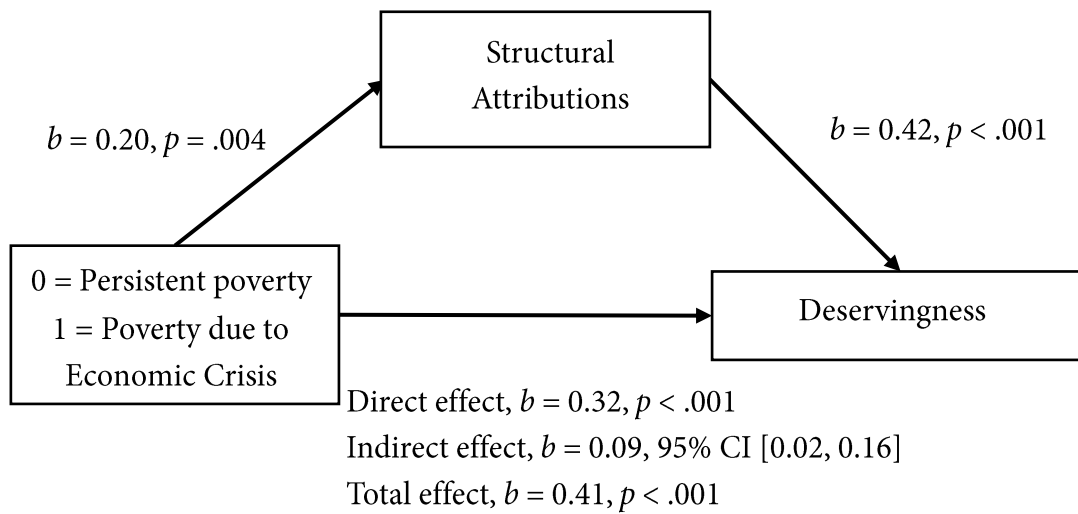 Structural
Attributions
b = 0.20, p = .004
b = 0.42, p < .001
0 = Persistent poverty
1 = Poverty due to
Economic Crisis
Deservingness
Direct effect, b = 0.32, p < .001
Indirect effect, b = 0.09, 95% CI [0.02, 0.16]
Total effect, b = 0.41, p < .001